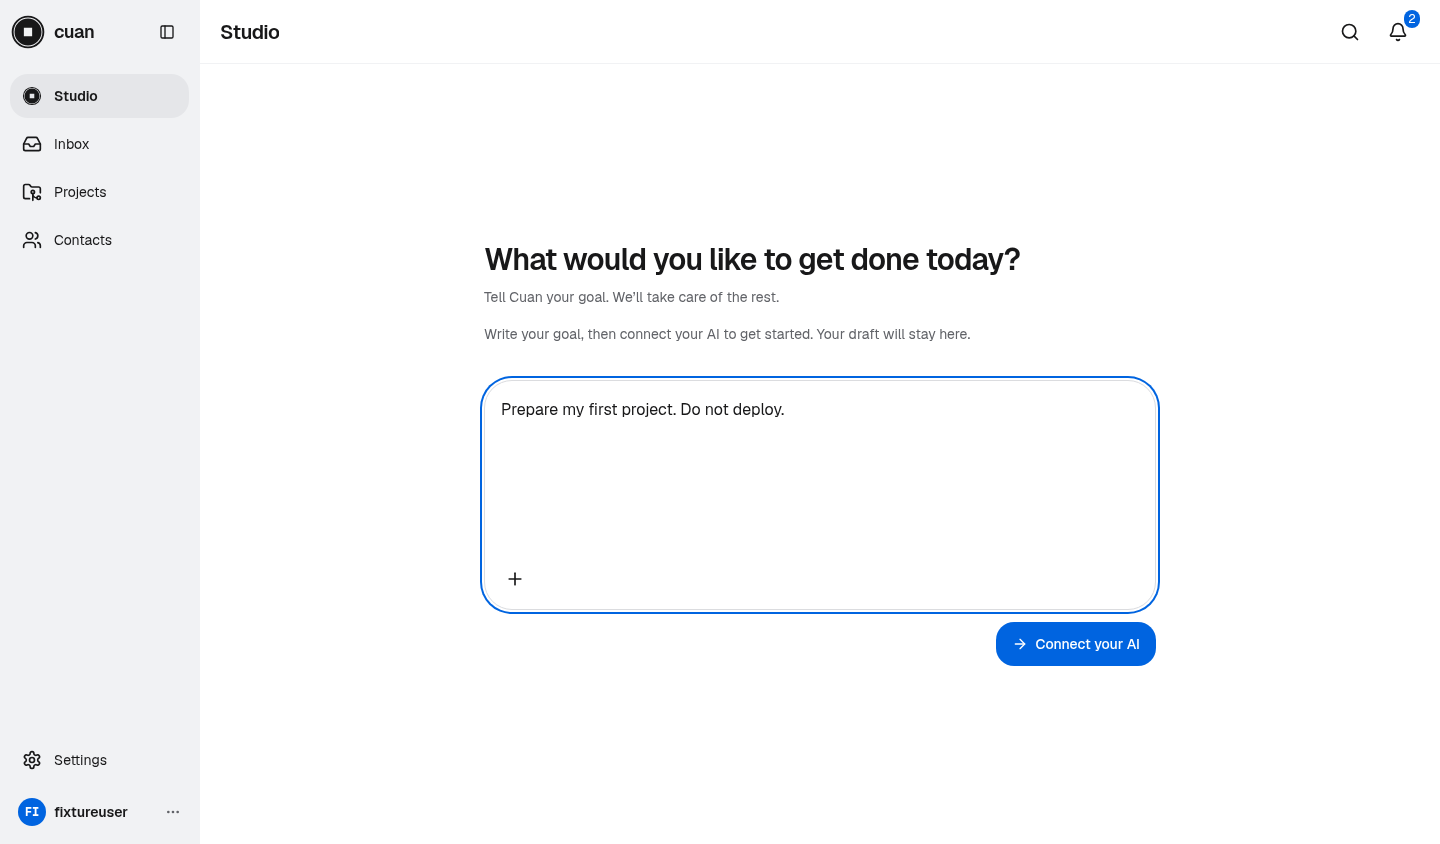 cuan
Studio
2
Studio
Inbox
Projects
Contacts
What would you like to get done today?
Tell Cuan your goal. We’ll take care of the rest.
Write your goal, then connect your AI to get started. Your draft will stay here.
Prepare my first project. Do not deploy.
Connect your AI
Settings
FI fixtureuser